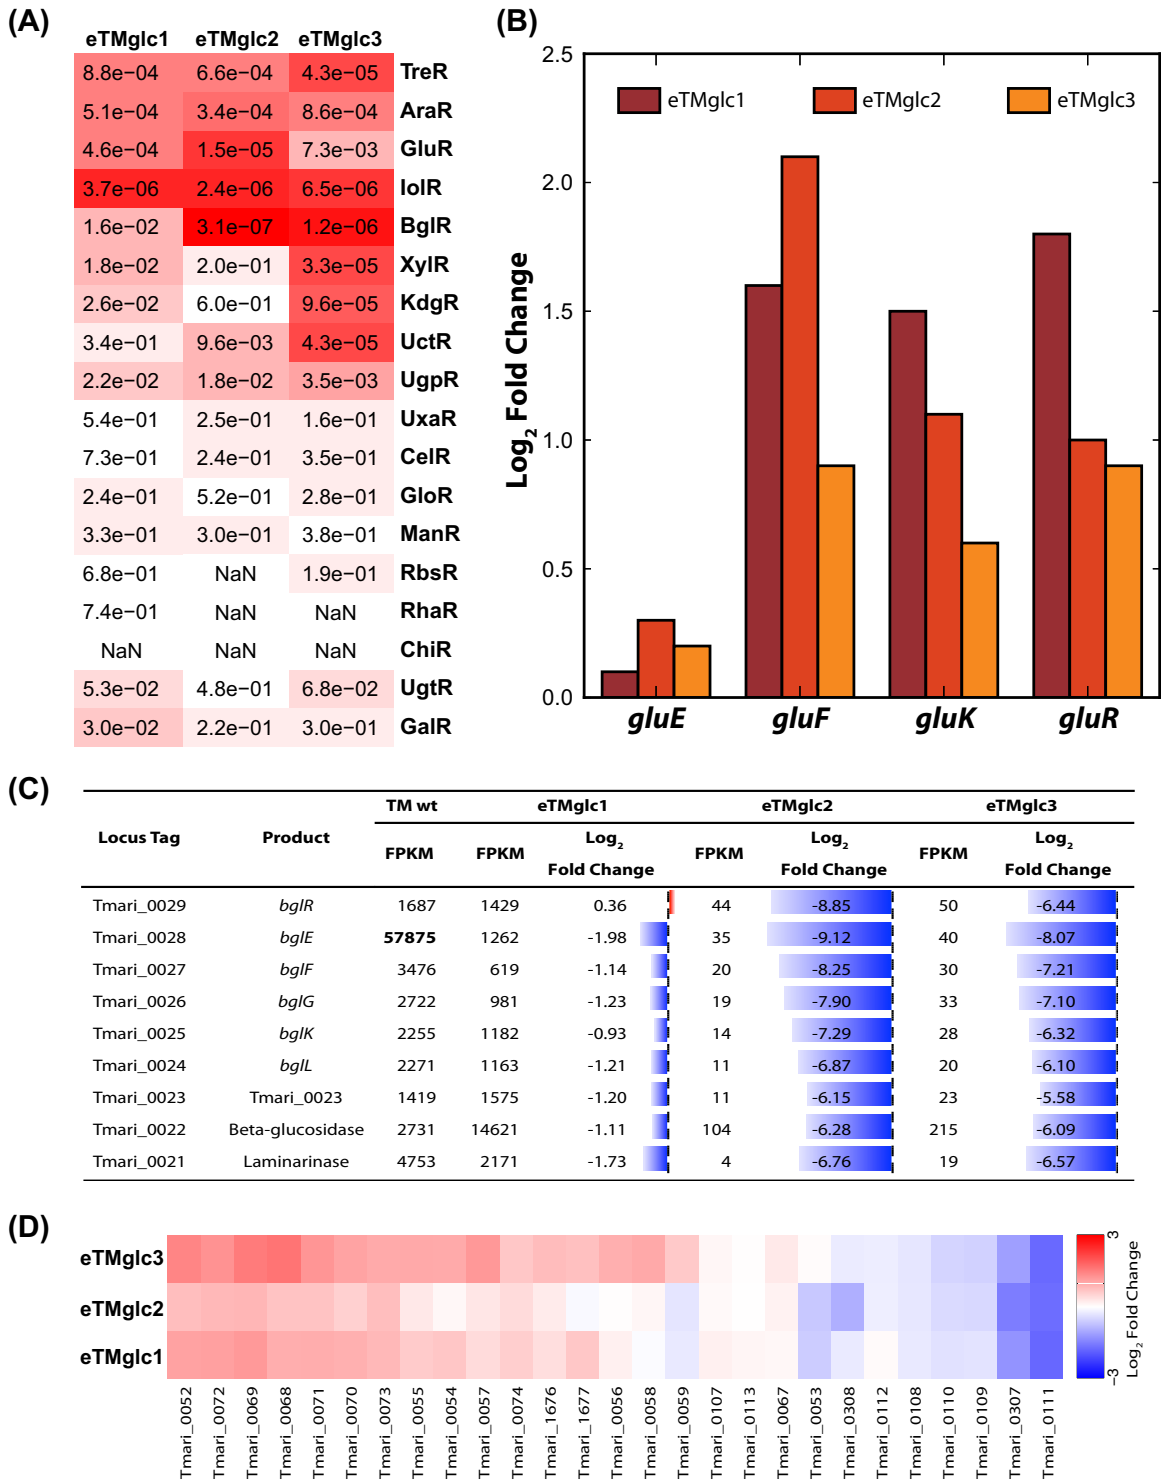 (A)
eTMglc1 eTMglc2 eTMglc3
8.8e−04 6.6e−04 4.3e−05 TreR
5.1e−04 3.4e−04 8.6e−04 AraR
4.6e−04 1.5e−05 7.3e−03 GluR
3.7e−06 2.4e−06 6.5e−06 IolR
1.6e−02 3.1e−07 1.2e−06 BglR
1.8e−02 2.0e−01 3.3e−05 XylR
2.6e−02 6.0e−01 9.6e−05 KdgR
3.4e−01 9.6e−03 4.3e−05 UctR
2.2e−02 1.8e−02 3.5e−03 UgpR
5.4e−01 2.5e−01 1.6e−01 UxaR
7.3e−01 2.4e−01 3.5e−01 CelR
2.4e−01 5.2e−01 2.8e−01 GloR
3.3e−01 3.0e−01 3.8e−01 ManR
6.8e−01 NaN 1.9e−01 RbsR
7.4e−01 NaN NaN RhaR
NaN NaN NaN ChiR
5.3e−02 4.8e−01 6.8e−02 UgtR
3.0e−02 2.2e−01 3.0e−01 GalR
(B)
Log2 Fold Change
2.5
2.0
1.5
1.0
0.5
0.0
eTMglc1 eTMglc2 eTMglc3
gluE gluF gluK gluR
(C)
TM wt eTMglc1 eTMglc2 eTMglc3
Locus Tag Product FPKM FPKM Log2 Fold Change FPKM Log2 Fold Change FPKM Log2 Fold Change
Tmari_0029 bglR 1687 1429 0.36 44 -8.85 50 -6.44
Tmari_0028 bglE 57875 1262 -1.98 35 -9.12 40 -8.07
Tmari_0027 bglF 3476 619 -1.14 20 -8.25 30 -7.21
Tmari_0026 bglG 2722 981 -1.23 19 -7.90 33 -7.10
Tmari_0025 bglK 2255 1182 -0.93 14 -7.29 28 -6.32
Tmari_0024 bglL 2271 1163 -1.21 11 -6.87 20 -6.10
Tmari_0023 Tmari_0023 1419 1575 -1.20 11 -6.15 23 -5.58
Tmari_0022 Beta-glucosidase 2731 14621 -1.11 104 -6.28 215 -6.09
Tmari_0021 Laminarinase 4753 2171 -1.73 4 -6.76 19 -6.57
(D)
eTMglc3
eTMglc2
eTMglc1
Tmari_0052
Tmari_0072
Tmari_0069
Tmari_0068
Tmari_0071
Tmari_0070
Tmari_0073
Tmari_0055
Tmari_0054
Tmari_0057
Tmari_0074
Tmari_1676
Tmari_1677
Tmari_0056
Tmari_0058
Tmari_0059
Tmari_0107
Tmari_0113
Tmari_0067
Tmari_0053
Tmari_0308
Tmari_0112
Tmari_0108
Tmari_0110
Tmari_0109
Tmari_0307
Tmari_0111
3
-3
Log2 Fold Change